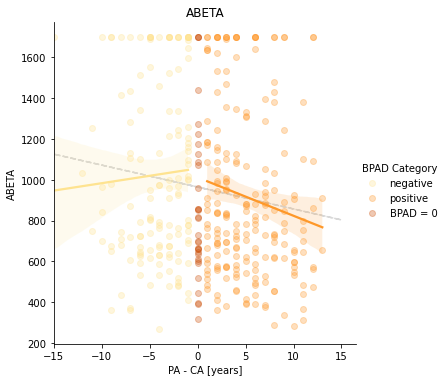 ABETA
1600
1400
1200
1000
800
600
400
200
ABETA
−15
−10
−5
0
5
10
15
PA - CA [years]
BPAD Category
negative
positive
BPAD = 0